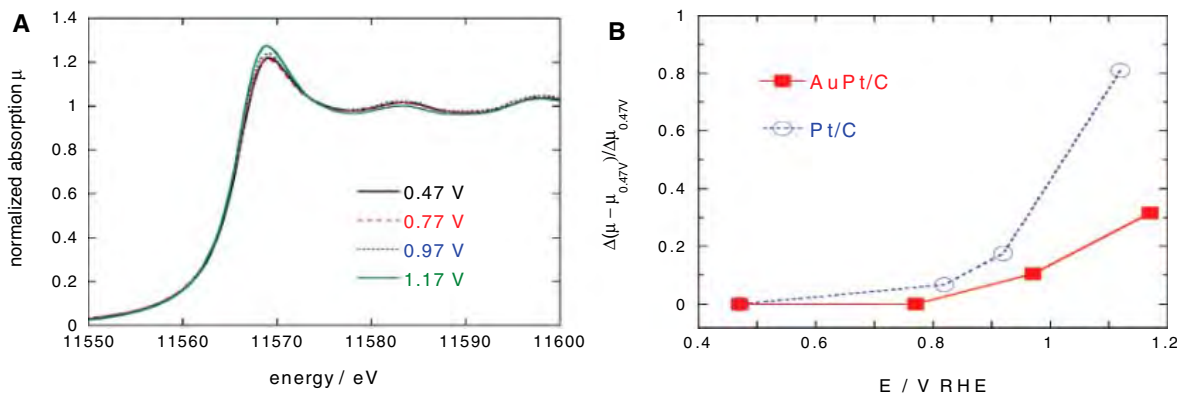 A
normalized absorption μ
1.4
1.2
1
0.8
0.6
0.4
0.2
0
11550
11560
11570
11580
11590
11600
energy / eV
0.47 V
0.77 V
0.97 V
1.17 V
B
Δ(μ – μ0.47V)/Δμ0.47V
1
0.8
0.6
0.4
0.2
0
0.4
0.6
0.8
1
1.2
E / V RHE
AuPt/C
Pt/C